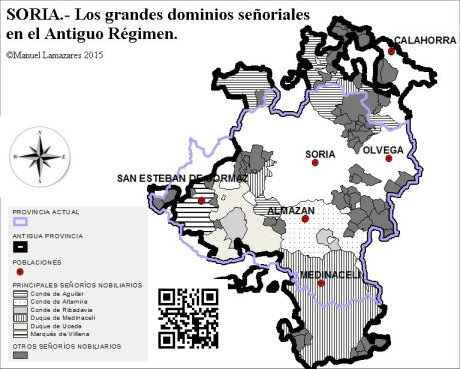 SORIA.- Los grandes dominios señoriales
en el Antiguo Régimen.
©Manuel Lamazares 2015
CALAHORRA
OLVEGA
SORIA
SAN ESTEBAN DE GORMAZ
ALMAZAN
MEDINACELI
N
W
E
S
PROVINCIA ACTUAL
ANTIGUA PROVINCIA
POBLACIONES
PRINCIPALES SEÑORÍOS NOBILIARIOS
Conde de Aguilar
Conde de Altamira
Conde de Ribadavia
Duque de Medinaceli
Duque de Uceda
Marqués de Villena
OTROS SEÑORÍOS NOBILIARIOS